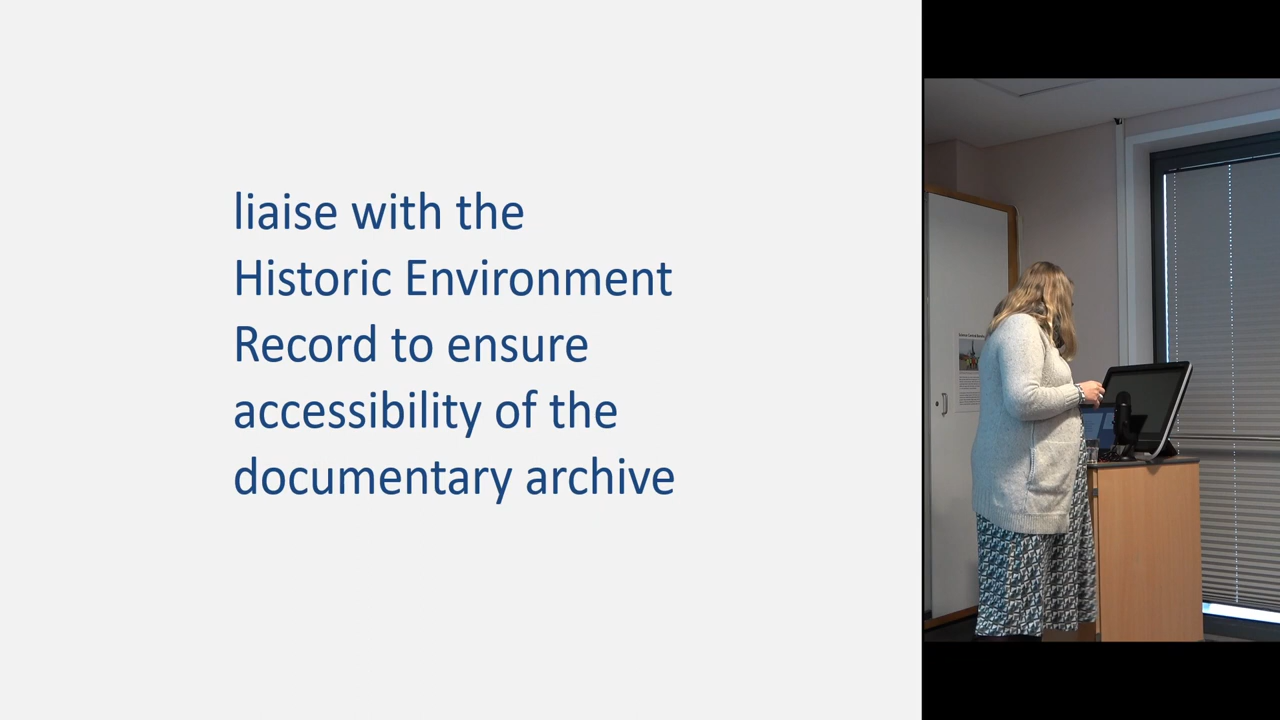 liaise with the
Historic Environment
Record to ensure
accessibility of the
documentary archive